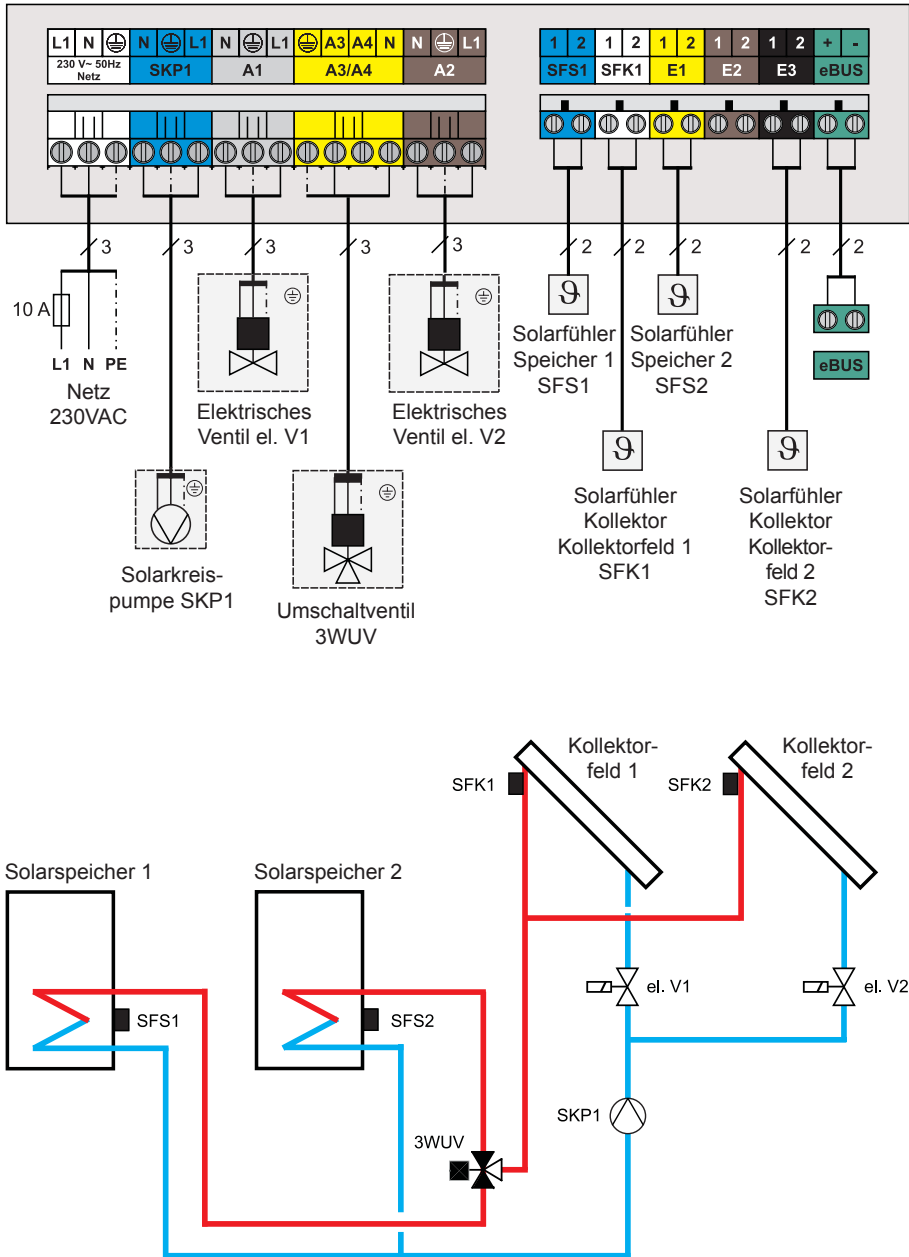 L1 N N L1 N L1 A3 A4 N N L1
230 V~ 50Hz
Netz
SKP1 A1 A3/A4 A2
1 2 1 2 1 2 1 2 1 2 + -
SFS1 SFK1 E1 E2 E3 eBUS
3 3 3 3 3 2 2 2 2 2
10 A
L1 N PE
Netz
230VAC
Elektrisches
Ventil el. V1
Elektrisches
Ventil el. V2
Solarkreis-
pumpe SKP1
Umschaltventil
3WUV
ϑ
Solarfühler
Speicher 1
SFS1
ϑ
Solarfühler
Speicher 2
SFS2
eBUS
ϑ
Solarfühler
Kollektor
Kollektorfeld 1
SFK1
ϑ
Solarfühler
Kollektor
Kollektor-
feld 2
SFK2
Kollektor-
feld 1
Kollektor-
feld 2
SFK1
SFK2
Solarspeicher 1
Solarspeicher 2
el. V1
el. V2
SFS1
SFS2
SKP1
3WUV